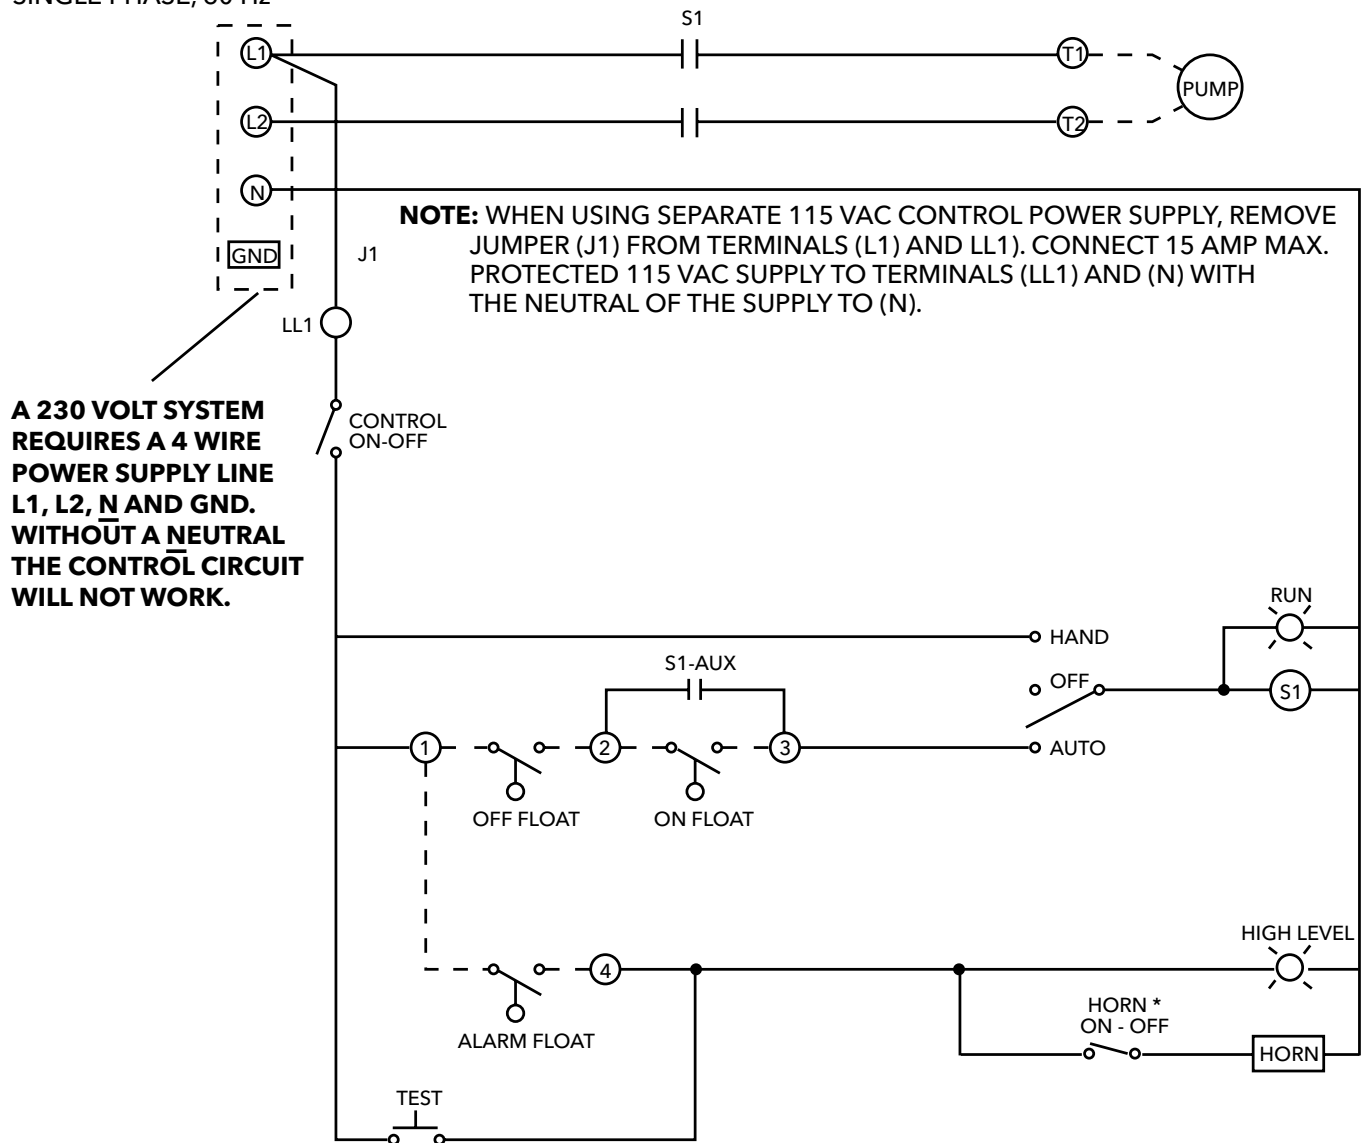 S1
L1
T1
PUMP
L2
T2
N
NOTE: WHEN USING SEPARATE 115 VAC CONTROL POWER SUPPLY, REMOVE
JUMPER (J1) FROM TERMINALS (L1) AND LL1). CONNECT 15 AMP MAX.
PROTECTED 115 VAC SUPPLY TO TERMINALS (LL1) AND (N) WITH
THE NEUTRAL OF THE SUPPLY TO (N).
GND
J1
LL1
A 230 VOLT SYSTEM
REQUIRES A 4 WIRE
POWER SUPPLY LINE
L1, L2, N AND GND.
WITHOUT A NEUTRAL
THE CONTROL CIRCUIT
WILL NOT WORK.
CONTROL
ON-OFF
RUN
HAND
S1-AUX
OFF
S1
1
2
3
AUTO
OFF FLOAT
ON FLOAT
HIGH LEVEL
4
ALARM FLOAT
HORN *
ON - OFF
HORN
TEST